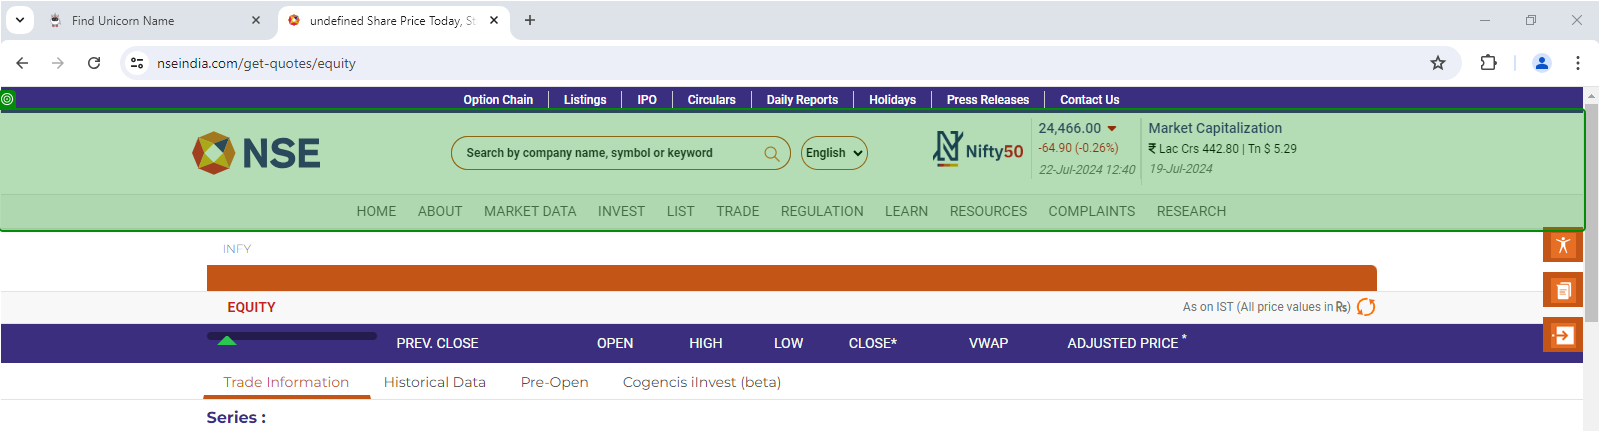 Find Unicorn Name
undefined Share Price Today, St
nseindia.com/get-quotes/equity
Option Chain Listings IPO Circulars Daily Reports Holidays Press Releases Contact Us
NSE
Search by company name, symbol or keyword
English
Nifty50
24,466.00
-64.90 (-0.26%)
22-Jul-2024 12:40
Market Capitalization
₹ Lac Crs 442.80 | Tn $ 5.29
19-Jul-2024
HOME ABOUT MARKET DATA INVEST LIST TRADE REGULATION LEARN RESOURCES COMPLAINTS RESEARCH
INFY
EQUITY
As on IST (All price values in ₨)
PREV. CLOSE OPEN HIGH LOW CLOSE* VWAP ADJUSTED PRICE *
Trade Information Historical Data Pre-Open Cogencis iInvest (beta)
Series :